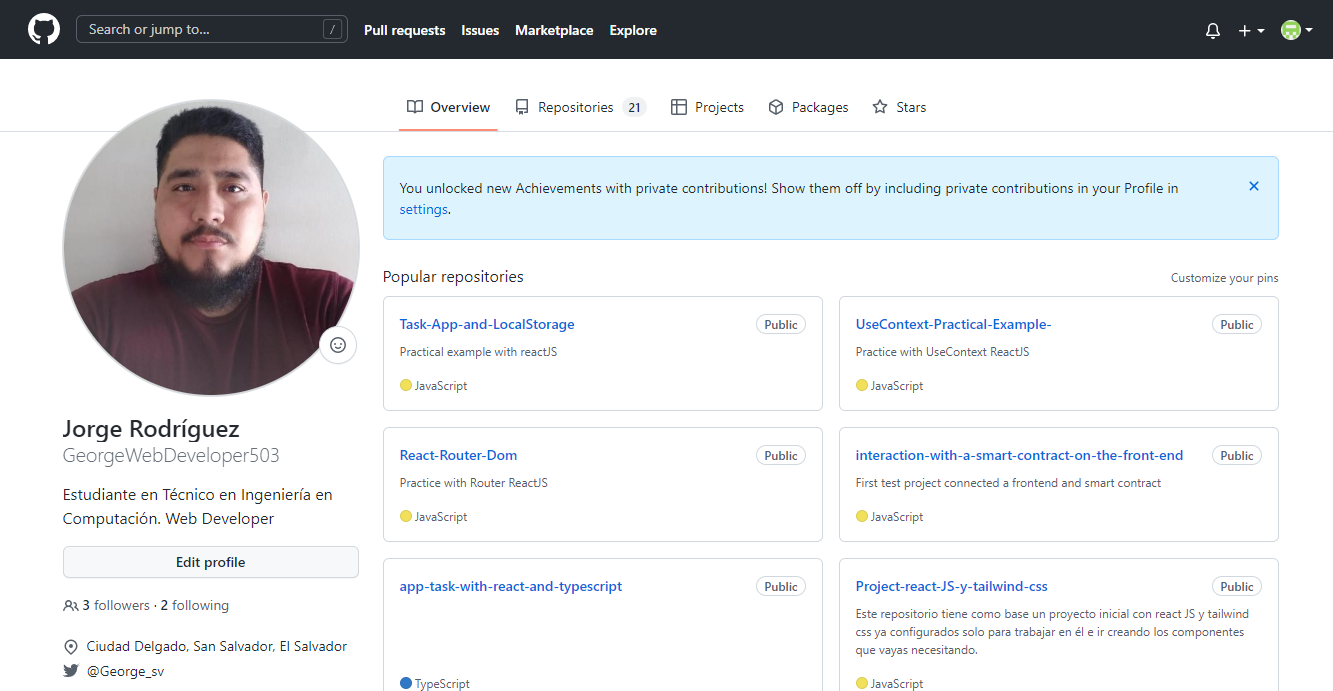 Search or jump to...
/
Pull requests
Issues
Marketplace
Explore
Overview
Repositories 21
Projects
Packages
Stars
You unlocked new Achievements with private contributions! Show them off by including private contributions in your Profile in
settings.
Popular repositories
Customize your pins
Task-App-and-LocalStorage
Public
Practical example with reactJS
JavaScript
UseContext-Practical-Example-
Public
Practice with UseContext ReactJS
JavaScript
React-Router-Dom
Public
Practice with Router ReactJS
JavaScript
interaction-with-a-smart-contract-on-the-front-end
Public
First test project connected a frontend and smart contract
JavaScript
app-task-with-react-and-typescript
Public
TypeScript
Project-react-JS-y-tailwind-css
Public
Este repositorio tiene como base un proyecto inicial con react JS y tailwind
css ya configurados solo para trabajar en él e ir creando los componentes
que vayas necesitando.
JavaScript
Jorge Rodríguez
GeorgeWebDeveloper503
Estudiante en Técnico en Ingeniería en
Computación. Web Developer
Edit profile
3 followers · 2 following
Ciudad Delgado, San Salvador, El Salvador
@George_sv